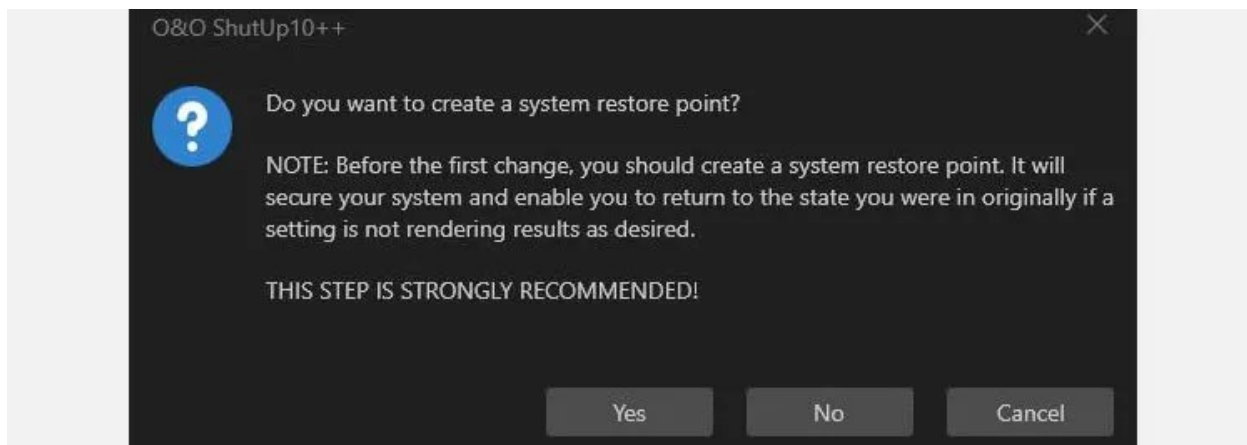 O&O ShutUp10++
Do you want to create a system restore point?
NOTE: Before the first change, you should create a system restore point. It will
secure your system and enable you to return to the state you were in originally if a
setting is not rendering results as desired.
THIS STEP IS STRONGLY RECOMMENDED!
Yes No Cancel